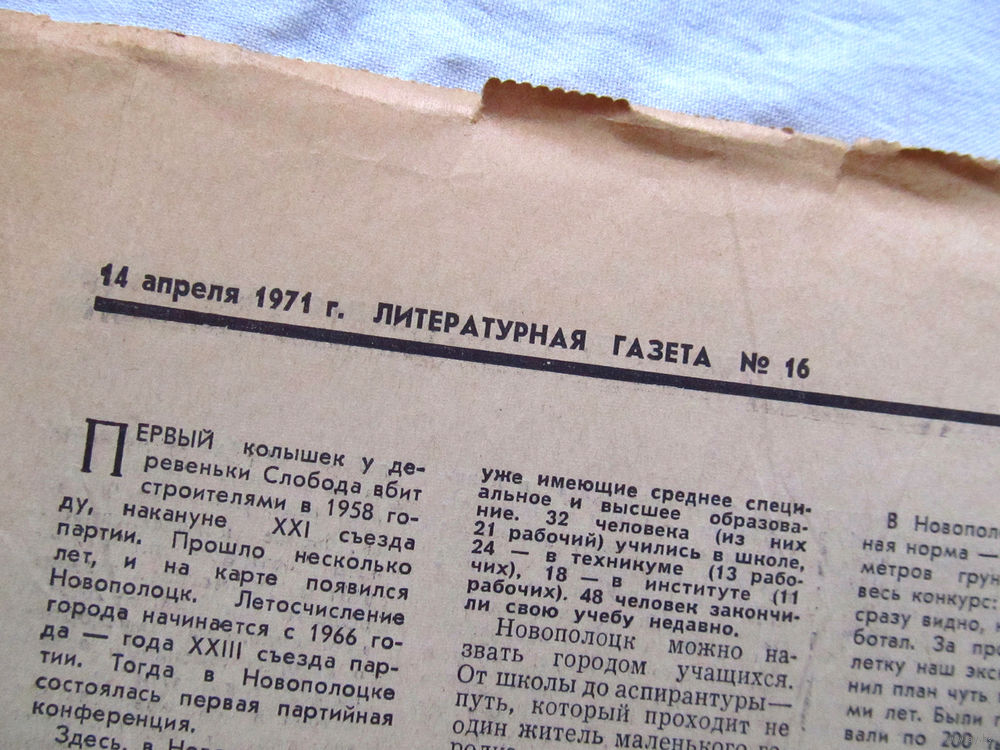 14 апреля 1971 г. ЛИТЕРАТУРНАЯ ГАЗЕТА № 16
ПЕРВЫЙ колышек у де-
ревеньки Слобода вбит
строителями в 1958 го-
ду, накануне XXI съезда
партии. Прошло несколько
лет, и на карте появился
Новополоцк. Летосчисление
города начинается с 1966 го-
да — года XXIII съезда пар-
тии. Тогда в Новополоцке
состоялась первая партийная
конференция.
Здесь, в
уже имеющие среднее специ-
альное и высшее образова-
ние. 32 человека (из них
21 рабочий) учились в школе,
24 — в техникуме (13 рабо-
чих), 18 — в институте (11
рабочих). 48 человек закончи-
ли свою учебу недавно.
Новополоцк можно на-
звать городом учащихся.
От школы до аспирантуры—
путь, который проходит не
один житель маленького
В
ная норма —
метров
весь конкурс:
сразу видно,
ботал. За
летку наш
нил план чуть
ми лет. Были
вали по 200